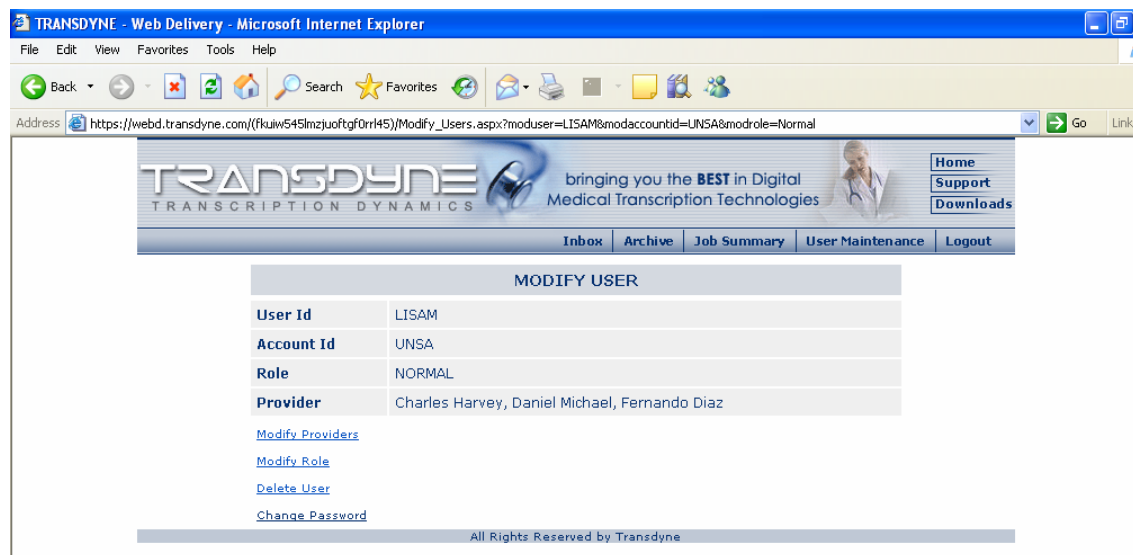 TRANSDYNE - Web Delivery - Microsoft Internet Explorer
File Edit View Favorites Tools Help
Back Search Favorites
Address https://webd.transdyne.com/(fkuiw545lmzjuoftgf0rrl45)/Modify_Users.aspx?moduser=LISAM&modaccountid=UNSA&modrole=Normal Go Link
TRANSDYNE
TRANSCRIPTION DYNAMICS
bringing you the BEST in Digital
Medical Transcription Technologies
Home
Support
Downloads
Inbox Archive Job Summary User Maintenance Logout
MODIFY USER
User Id LISAM
Account Id UNSA
Role NORMAL
Provider Charles Harvey, Daniel Michael, Fernando Diaz
Modify Providers
Modify Role
Delete User
Change Password
All Rights Reserved by Transdyne